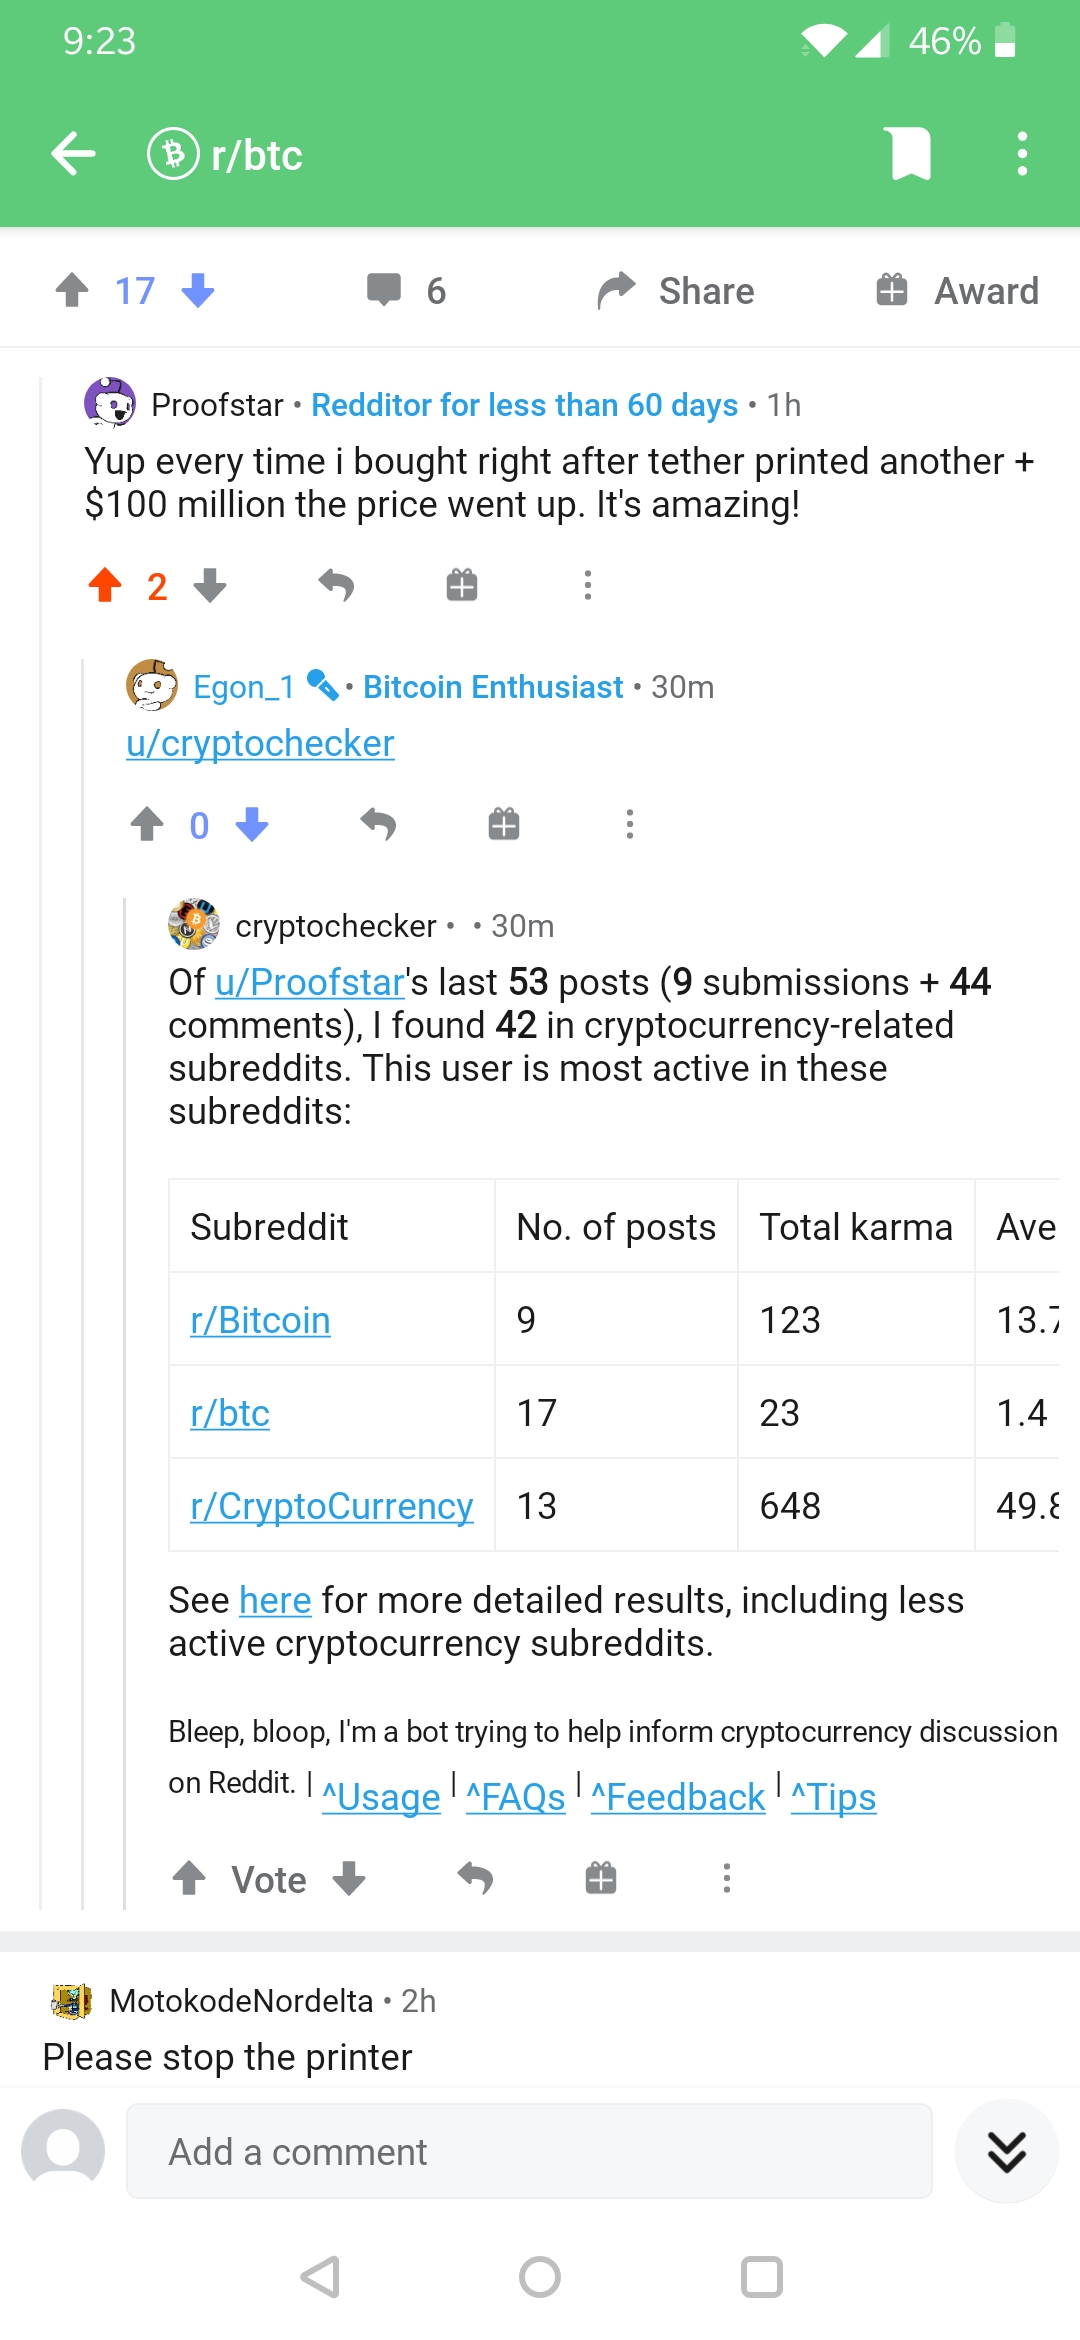 9:23
46%
r/btc
17
6
Share
Award
Proofstar • Redditor for less than 60 days • 1h
Yup every time i bought right after tether printed another +
$100 million the price went up. It's amazing!
2
Egon_1 • Bitcoin Enthusiast • 30m
u/cryptochecker
0
cryptochecker • • 30m
Of u/Proofstar's last 53 posts (9 submissions + 44
comments), I found 42 in cryptocurrency-related
subreddits. This user is most active in these
subreddits:
Subreddit No. of posts Total karma Ave
r/Bitcoin 9 123 13.7
r/btc 17 23 1.4
r/CryptoCurrency 13 648 49.8
See here for more detailed results, including less
active cryptocurrency subreddits.
Bleep, bloop, I'm a bot trying to help inform cryptocurrency discussion
on Reddit. | ^Usage | ^FAQs | ^Feedback | ^Tips
Vote
MotokodeNordelta • 2h
Please stop the printer
Add a comment